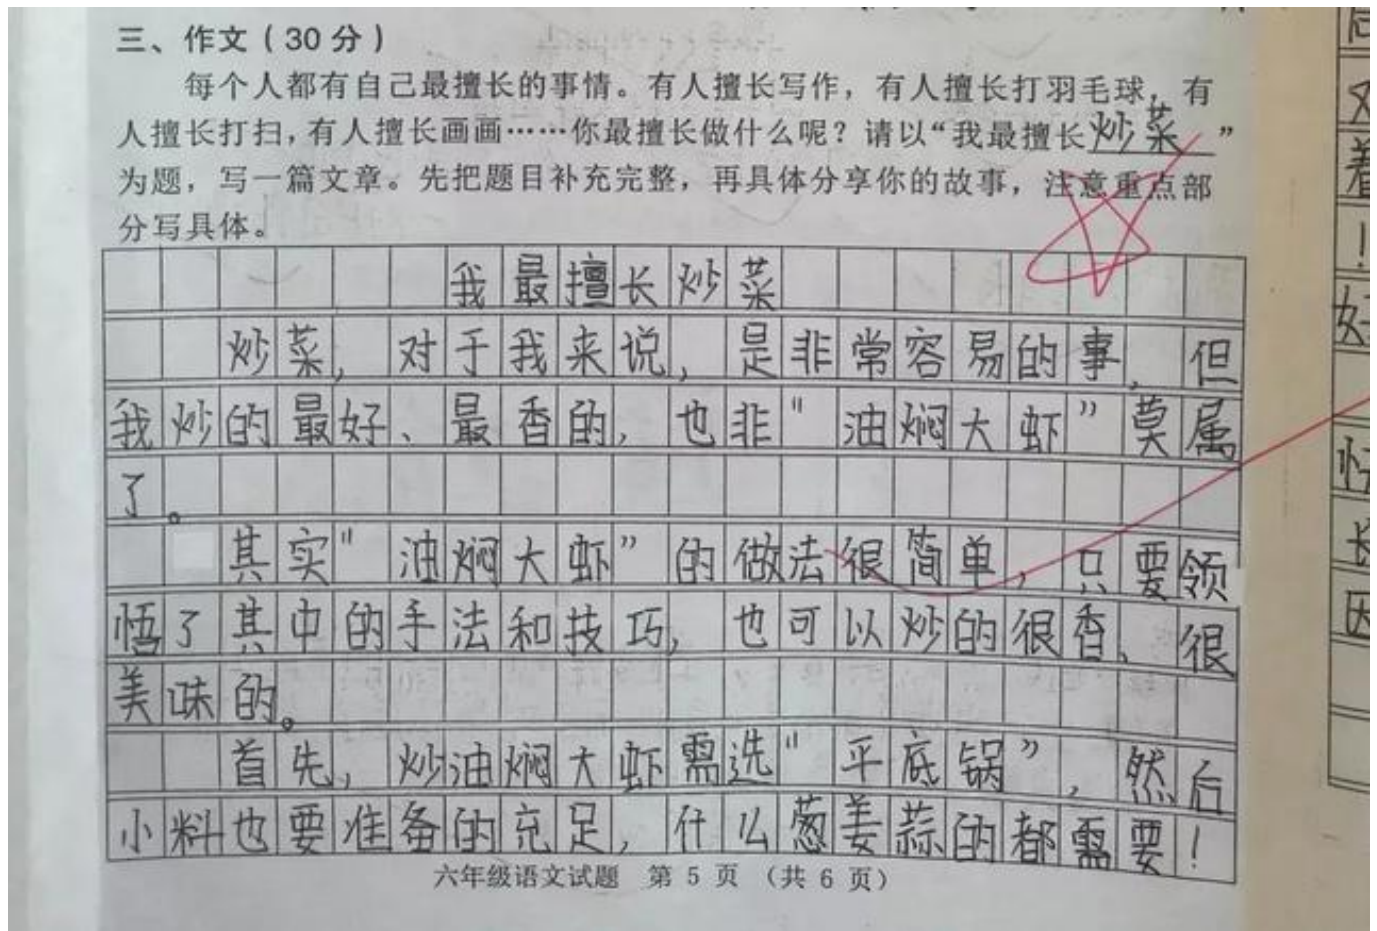 三、作文（30分）
每个人都有自己最擅长的事情。有人擅长写作，有人擅长打羽毛球，有
人擅长打扫，有人擅长画画……你最擅长做什么呢？请以“我最擅长炒菜”
为题，写一篇文章。先把题目补充完整，再具体分享你的故事，注意重点部
分写具体。
我最擅长炒菜
炒菜，对于我来说，是非常容易的事，但
我炒的最好、最香的，也非“油焖大虾”莫属
了。
其实“油焖大虾”的做法很简单，只要领
悟了其中的手法和技巧，也可以炒的很香、很
美味的。
首先，炒油焖大虾需选“平底锅”，然后
小料也要准备的充足，什么葱姜蒜的都需要！
六年级语文试题 第5页（共6页）
又
着
！
好
长
因